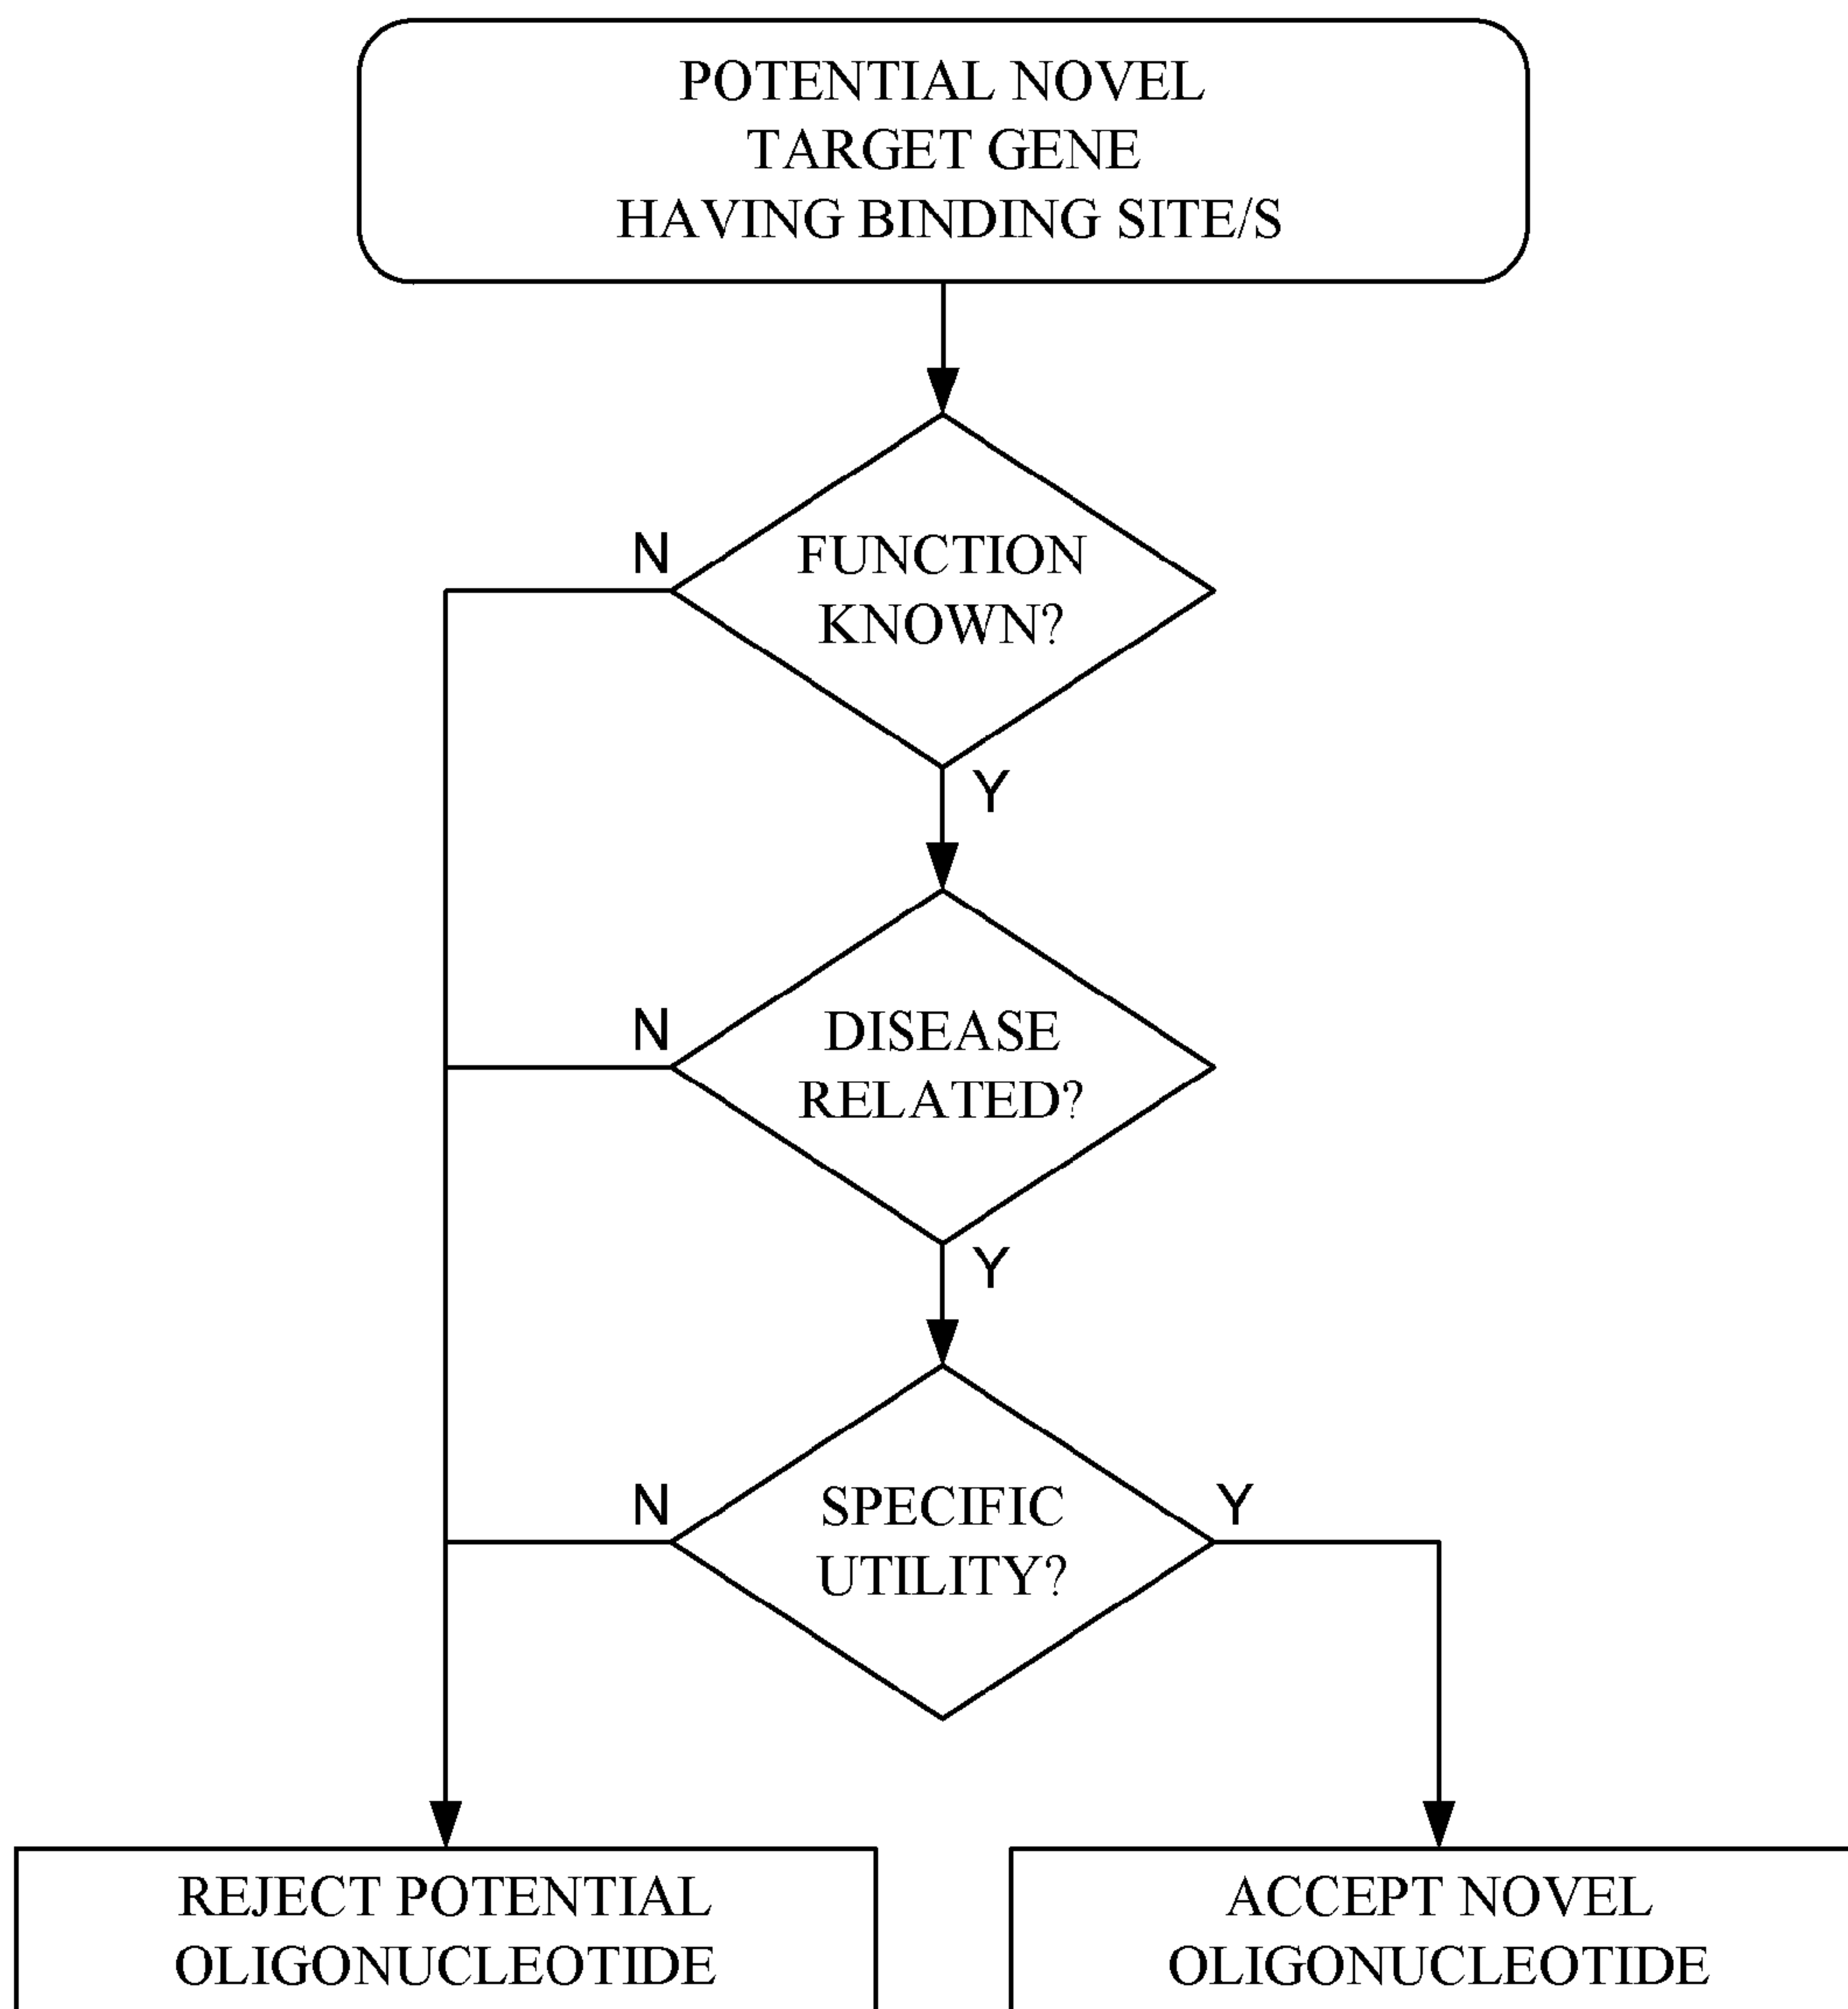 POTENTIAL NOVEL
TARGET GENE
HAVING BINDING SITE/S
N
FUNCTION
KNOWN?
Y
N
DISEASE
RELATED?
Y
N
SPECIFIC
UTILITY?
Y
REJECT POTENTIAL
OLIGONUCLEOTIDE
ACCEPT NOVEL
OLIGONUCLEOTIDE